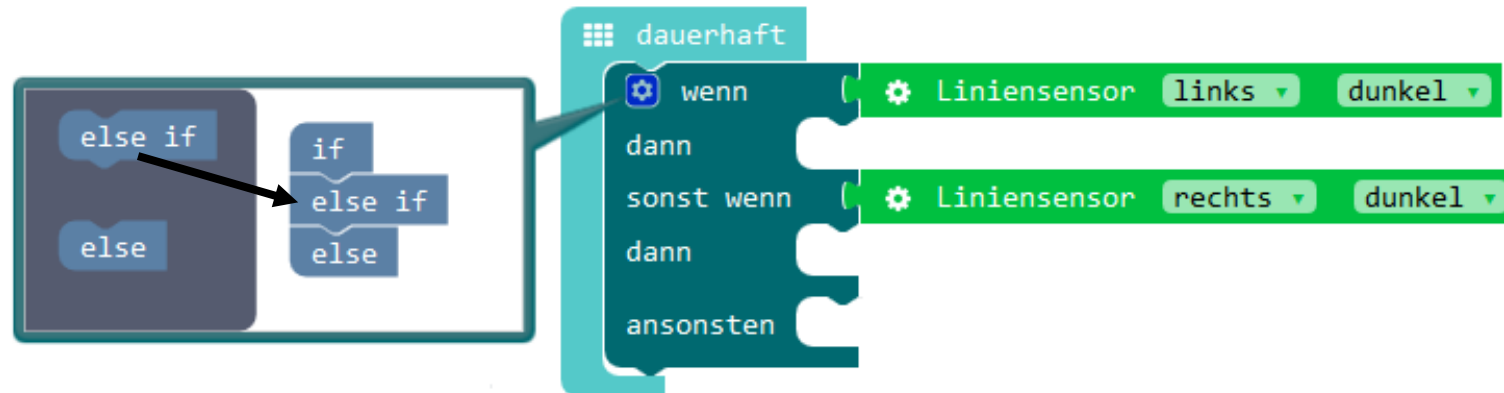 dauerhaft
wenn Liniensensor links dunkel
dann
sonst wenn Liniensensor rechts dunkel
dann
ansonsten
else if
else
if
else if
else